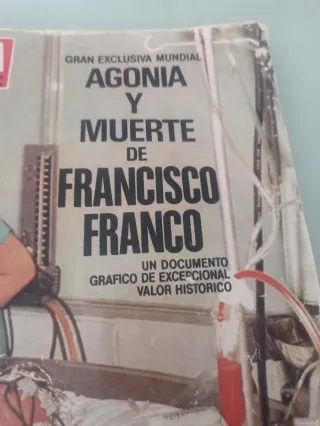 GRAN EXCLUSIVA MUNDIAL
AGONIA
Y
MUERTE
DE
FRANCISCO
FRANCO
UN DOCUMENTO
GRAFICO DE EXCEPCIONAL
VALOR HISTORICO